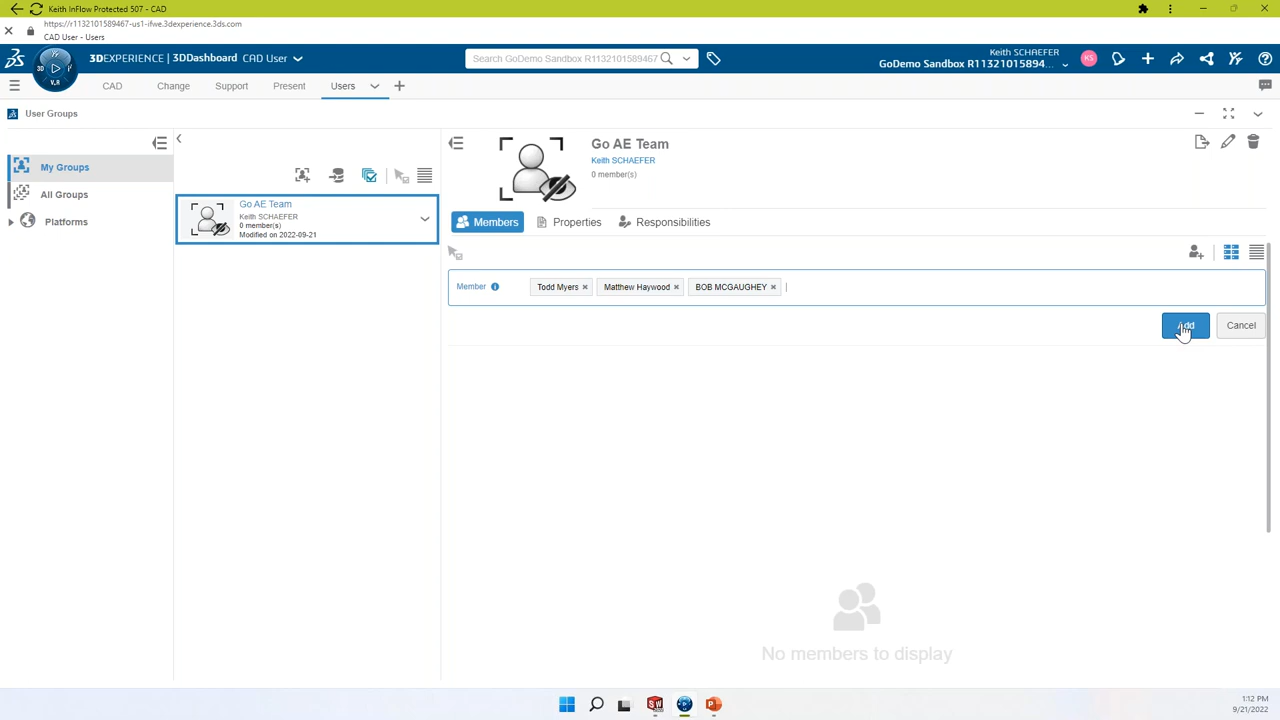 Keith InFlow Protected 507 - CAD
https://r1132101589467-us1-ifwe.3dexperience.3ds.com
CAD User - Users
3DEXPERIENCE | 3DDashboard CAD User
Search GoDemo Sandbox R1132101589467
Keith SCHAEFER
GoDemo Sandbox R11321015894...
KS
3D
V.R
CAD
Change
Support
Present
Users
User Groups
My Groups
All Groups
Platforms
Go AE Team
Keith SCHAEFER
0 member(s)
Modified on 2022-09-21
Go AE Team
Keith SCHAEFER
0 member(s)
Members
Properties
Responsibilities
Member
Todd Myers
Matthew Haywood
BOB MCGAUGHEY
Add
Cancel
No members to display
1:12 PM
9/21/2022